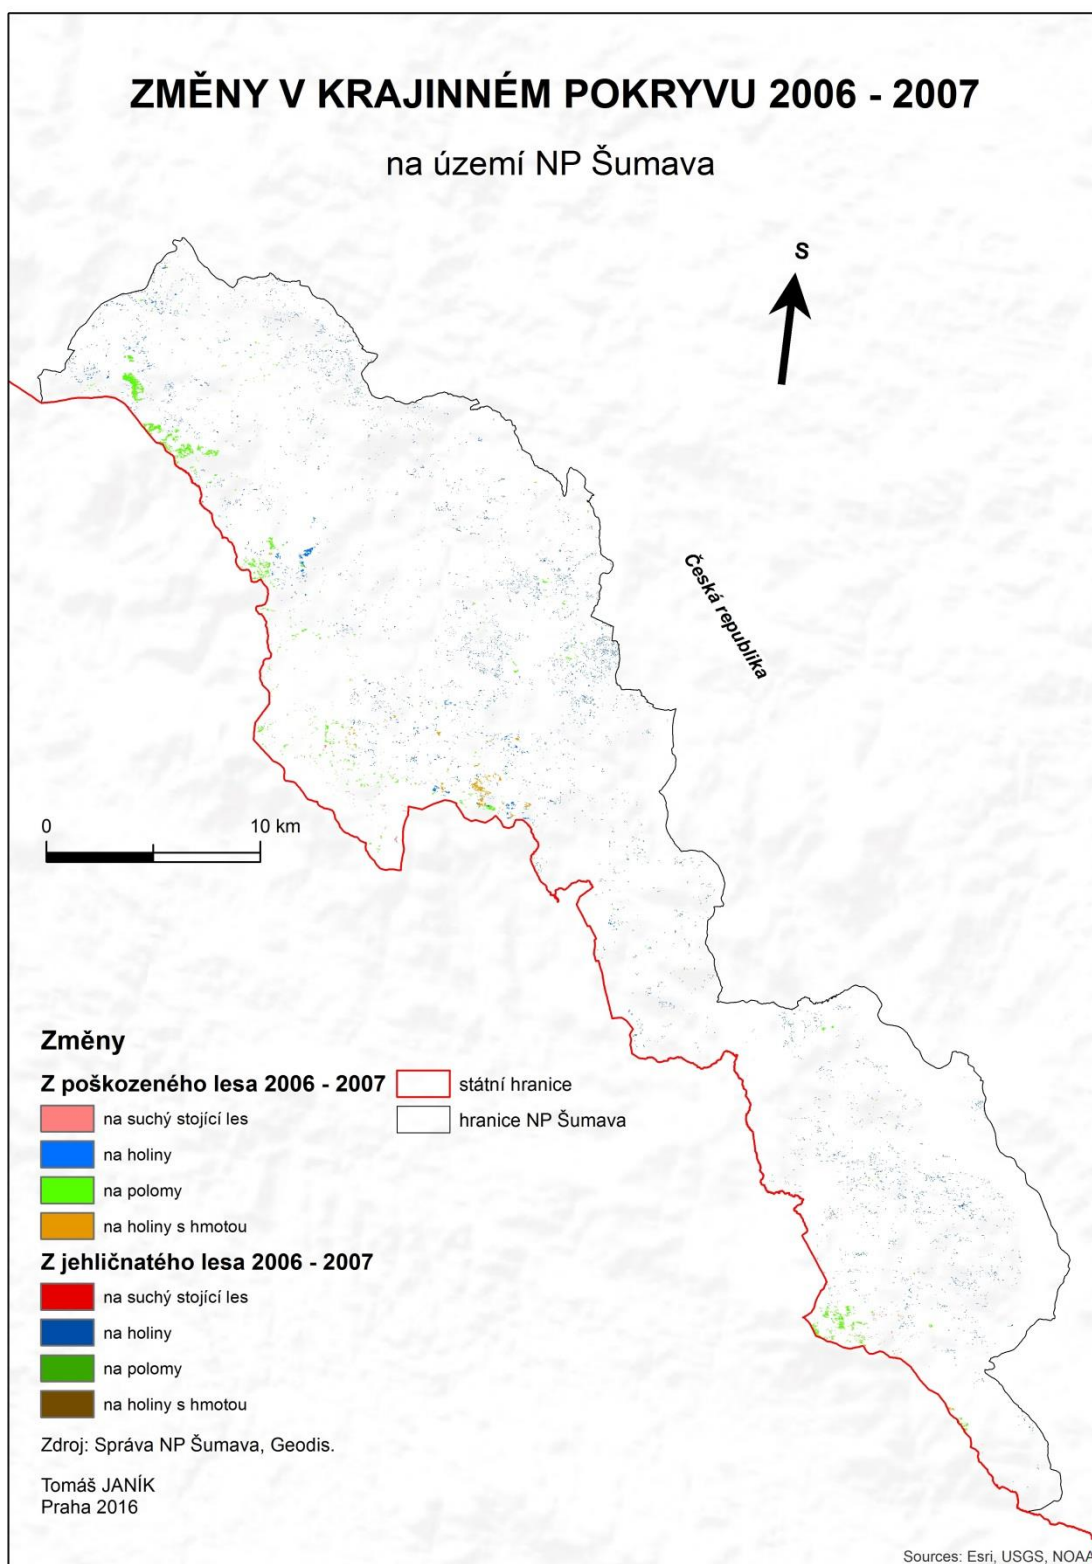 ZMĚNY V KRAJINNÉM POKRYVU 2006 - 2007
na území NP Šumava
S
Česká republika
0 10 km
Změny
Z poškozeného lesa 2006 - 2007
na suchý stojící les
na holiny
na polomy
na holiny s hmotou
Z jehličnatého lesa 2006 - 2007
na suchý stojící les
na holiny
na polomy
na holiny s hmotou
státní hranice
hranice NP Šumava
Zdroj: Správa NP Šumava, Geodis.
Tomáš JANÍK
Praha 2016
Sources: Esri, USGS, NOAA